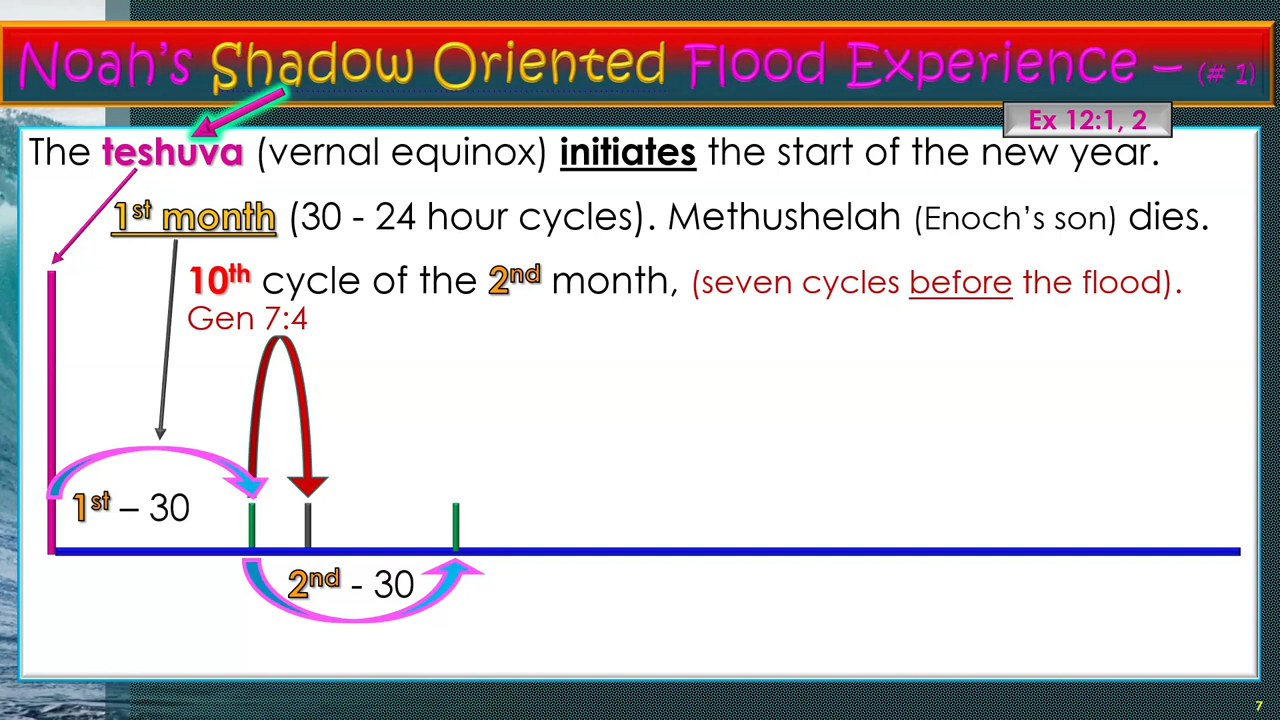 Noah's Shadow Oriented Flood Experience – (# 1)
Ex 12:1, 2
The teshuva (vernal equinox) initiates the start of the new year.
1st month (30 - 24 hour cycles). Methushelah (Enoch's son) dies.
10th cycle of the 2nd month, (seven cycles before the flood).
Gen 7:4
1st – 30
2nd - 30
7